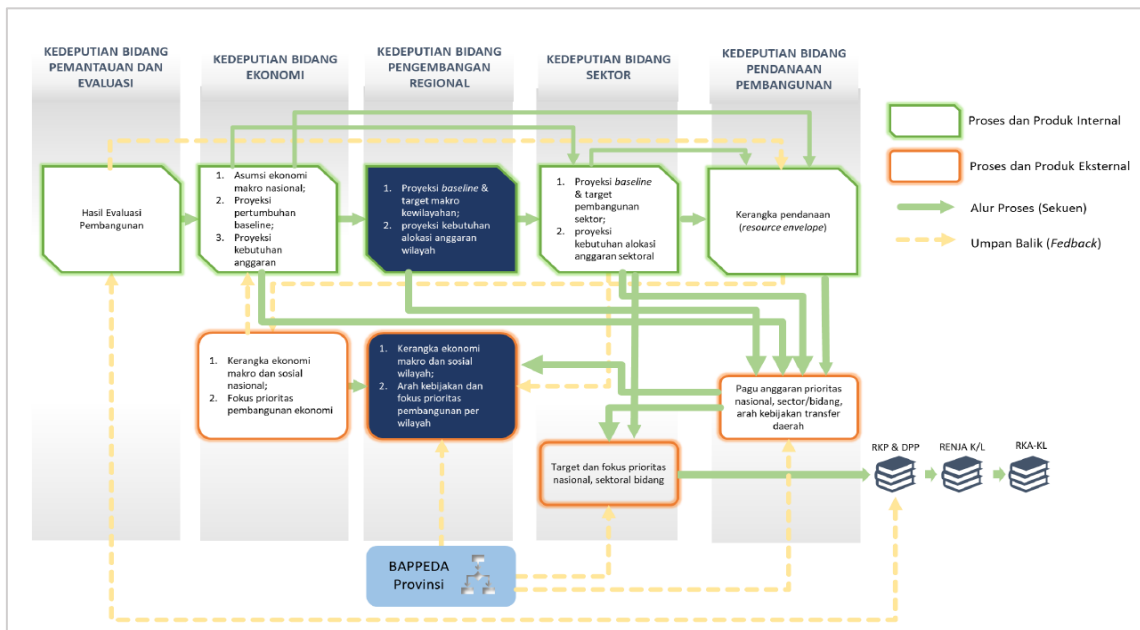 KEDEPUTIAN BIDANG
PEMANTAUAN DAN
EVALUASI
KEDEPUTIAN BIDANG
EKONOMI
KEDEPUTIAN BIDANG
PENGEMBANGAN
REGIONAL
KEDEPUTIAN BIDANG
SEKTOR
KEDEPUTIAN BIDANG
PENDANAAN
PEMBANGUNAN
Proses dan Produk Internal
Proses dan Produk Eksternal
Alur Proses (Sekuen)
Umpan Balik (Fedback)
Hasil Evaluasi
Pembangunan
1. Asumsi ekonomi
makro nasional;
2. Proyeksi
pertumbuhan
baseline;
3. Proyeksi
kebutuhan
anggaran
1. Proyeksi baseline &
target makro
kewilayahan;
2. proyeksi kebutuhan
alokasi anggaran
wilayah
1. Proyeksi baseline
& target
pembangunan
sektor;
2. proyeksi
kebutuhan alokasi
anggaran sektoral
Kerangka pendanaan
(resource envelope)
1. Kerangka ekonomi
makro dan sosial
nasional;
2. Fokus prioritas
pembangunan ekonomi
1. Kerangka ekonomi
makro dan sosial
wilayah;
2. Arah kebijakan dan
fokus prioritas
pembangunan per
wilayah
Pagu anggaran prioritas
nasional, sector/bidang,
arah kebijakan transfer
daerah
Target dan fokus prioritas
nasional, sektoral bidang
RKP & DPP
RENJA K/L
RKA-KL
BAPPEDA
Provinsi